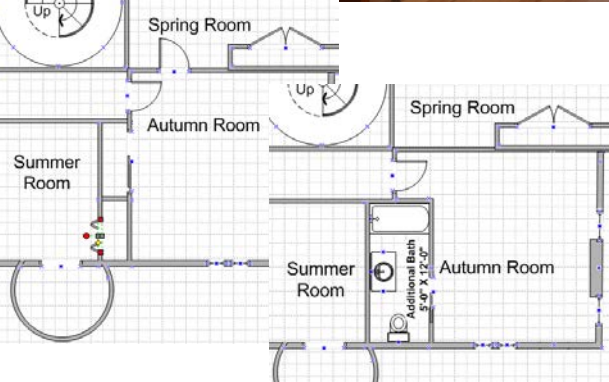 Up
Spring Room
Autumn Room
Summer
Room
Up
Spring Room
Summer
Room
Additional Bath
5'-0" X 12'-0"
Autumn Room